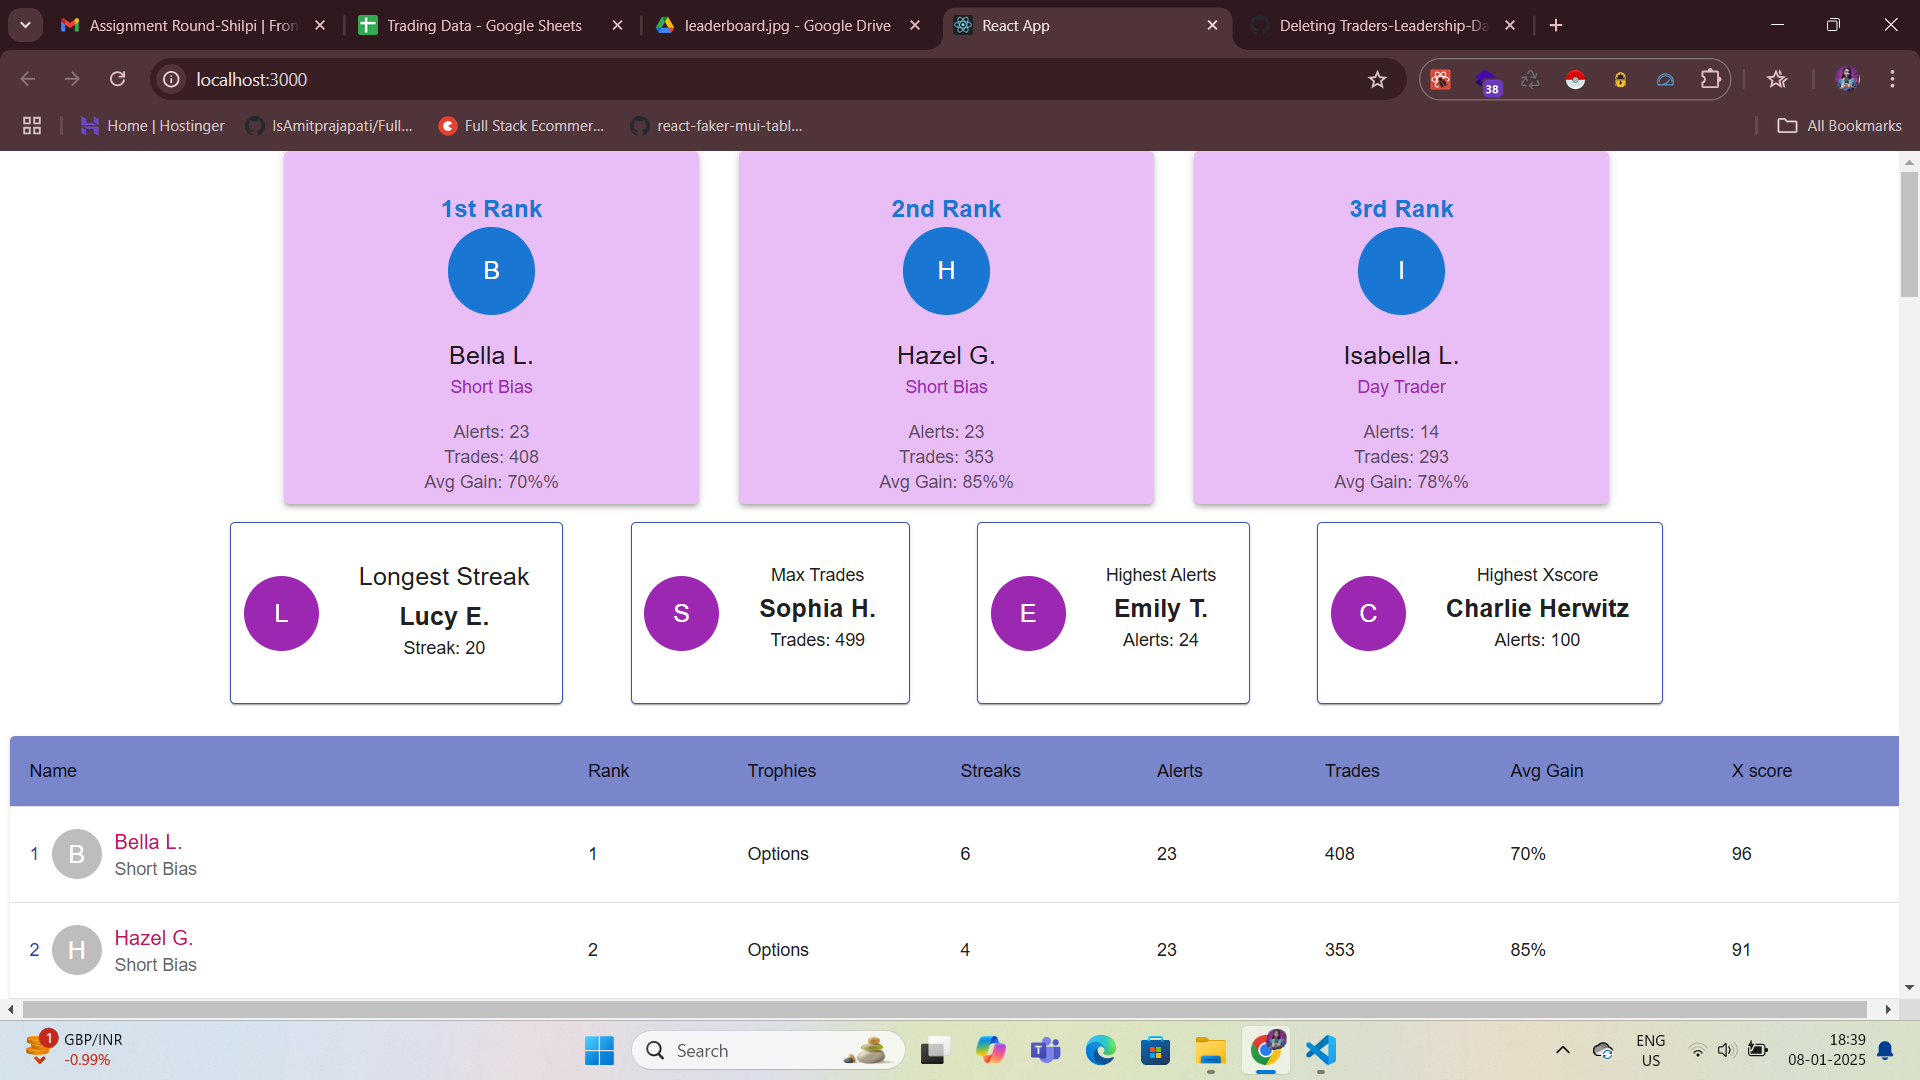 Assignment Round-Shilpi | Fron
Trading Data - Google Sheets
leaderboard.jpg - Google Drive
React App
Deleting Traders-Leadership-Da
localhost:3000
38
Home | Hostinger
IsAmitprajapati/Full...
Full Stack Ecommer...
react-faker-mui-tabl...
All Bookmarks
1st Rank
B
Bella L.
Short Bias
Alerts: 23
Trades: 408
Avg Gain: 70%%
2nd Rank
H
Hazel G.
Short Bias
Alerts: 23
Trades: 353
Avg Gain: 85%%
3rd Rank
I
Isabella L.
Day Trader
Alerts: 14
Trades: 293
Avg Gain: 78%%
L
Longest Streak
Lucy E.
Streak: 20
S
Max Trades
Sophia H.
Trades: 499
E
Highest Alerts
Emily T.
Alerts: 24
C
Highest Xscore
Charlie Herwitz
Alerts: 100
Name Rank Trophies Streaks Alerts Trades Avg Gain X score
1 B Bella L. 1 Options 6 23 408 70% 96
Short Bias
2 H Hazel G. 2 Options 4 23 353 85% 91
Short Bias
1
GBP/INR
-0.99%
Search
ENG
US
18:39
08-01-2025